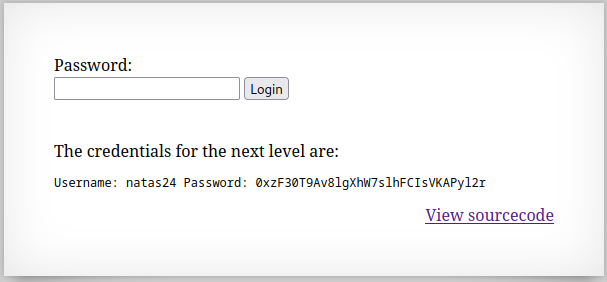 Password:
Login
The credentials for the next level are:
Username: natas24 Password: 0xzF30T9Av8lgXhW7slhFCIsVKAPyl2r
View sourcecode